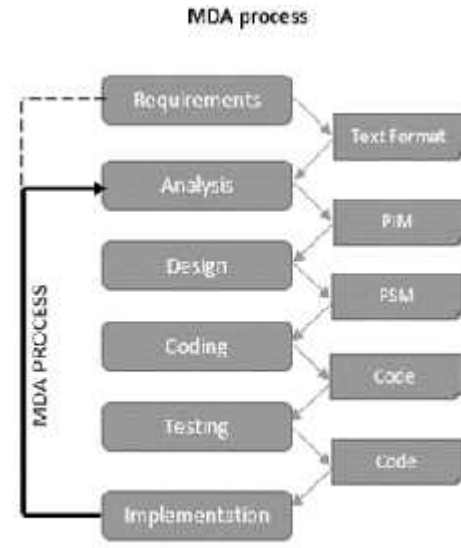 MDA process
Requirements
Text Format
Analysis
PIM
Design
PSM
Coding
Code
Testing
Code
Implementation
MDA PROCESS